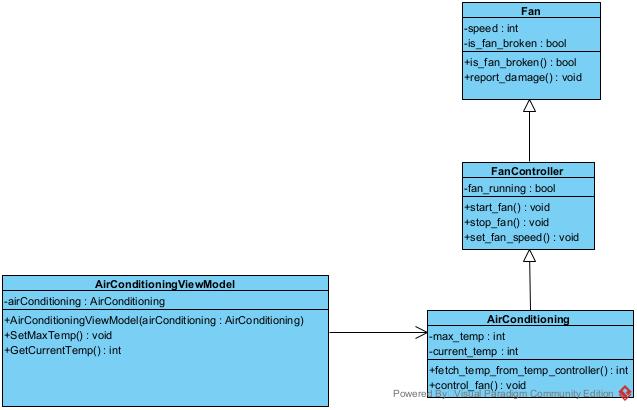 Fan
-speed : int
-is_fan_broken : bool
+is_fan_broken() : bool
+report_damage() : void
FanController
-fan_running : bool
+start_fan() : void
+stop_fan() : void
+set_fan_speed() : void
AirConditioningViewModel
-airConditioning : AirConditioning
+AirConditioningViewModel(airConditioning : AirConditioning)
+SetMaxTemp() : void
+GetCurrentTemp() : int
AirConditioning
-max_temp : int
-current_temp : int
+fetch_temp_from_temp_controller() : int
+control_fan() : void
Powered By Visual Paradigm Community Edition